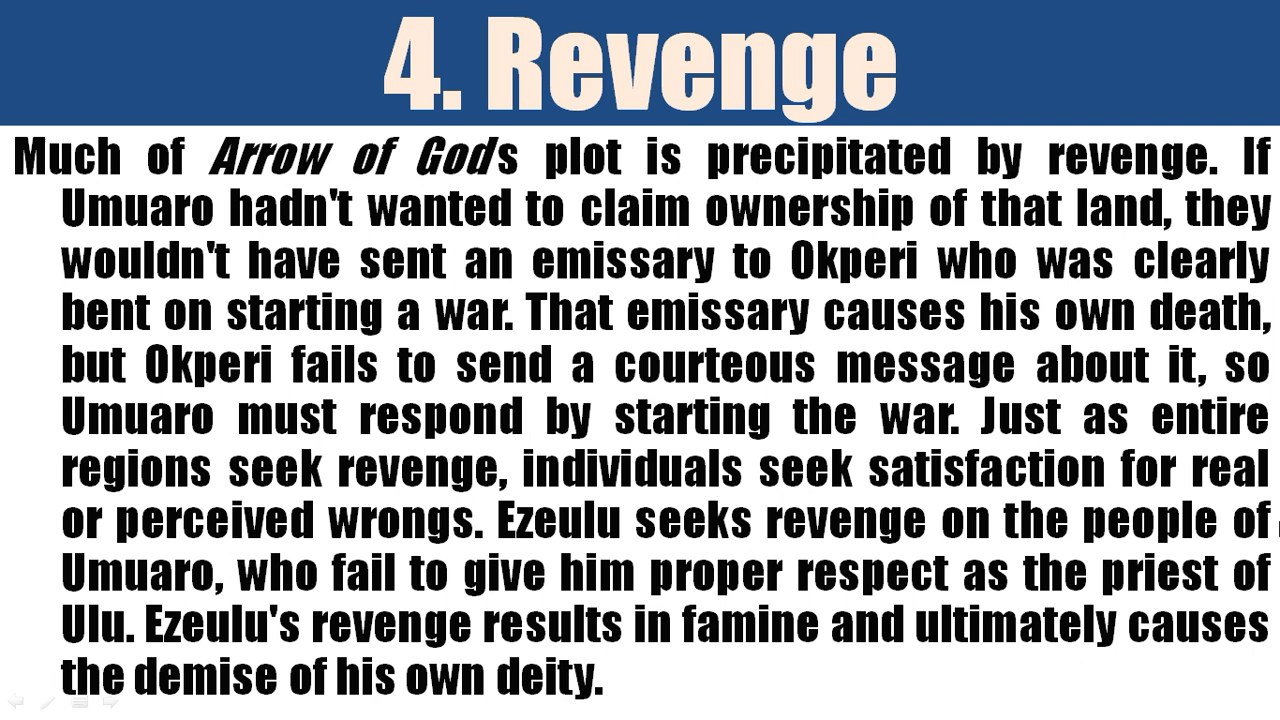 4. Revenge
Much of Arrow of Gods plot is precipitated by revenge. If
Umuaro hadn't wanted to claim ownership of that land, they
wouldn't have sent an emissary to Okperi who was clearly
bent on starting a war. That emissary causes his own death,
but Okperi fails to send a courteous message about it, so
Umuaro must respond by starting the war. Just as entire
regions seek revenge, individuals seek satisfaction for real
or perceived wrongs. Ezeulu seeks revenge on the people of
Umuaro, who fail to give him proper respect as the priest of
Ulu. Ezeulu's revenge results in famine and ultimately causes
the demise of his own deity.